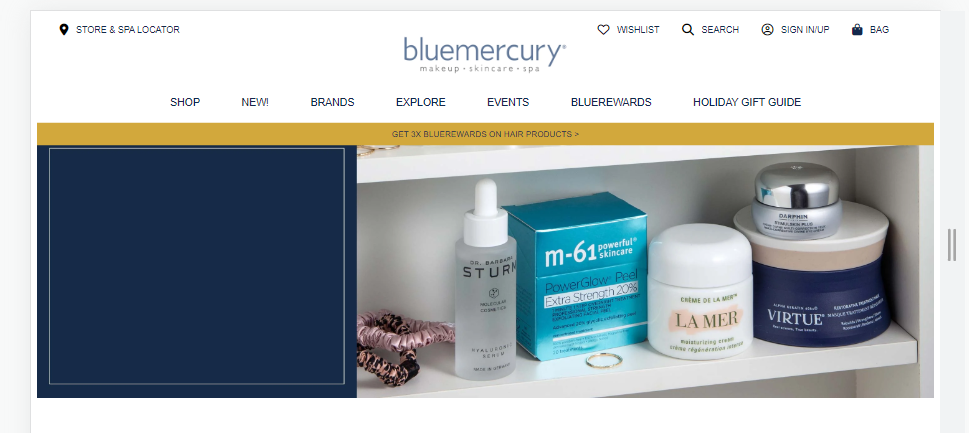 STORE & SPA LOCATOR
WISHLIST
SEARCH
SIGN IN/UP
BAG
bluemercury®
makeup · skincare · spa
SHOP
NEW!
BRANDS
EXPLORE
EVENTS
BLUEREWARDS
HOLIDAY GIFT GUIDE
GET 3X BLUEREWARDS ON HAIR PRODUCTS >
DR. BARBARA
STURM
MOLECULAR
COSMETICS
HYALURONIC
SERUM
MADE IN GERMANY
m-61 powerful®
skincare
PowerGlow® Peel
Extra Strength 20%
CRÈME DE LA MER™
LA MER
moisturizing cream
crème régénération intense
DARPHIN
VIRTUE®